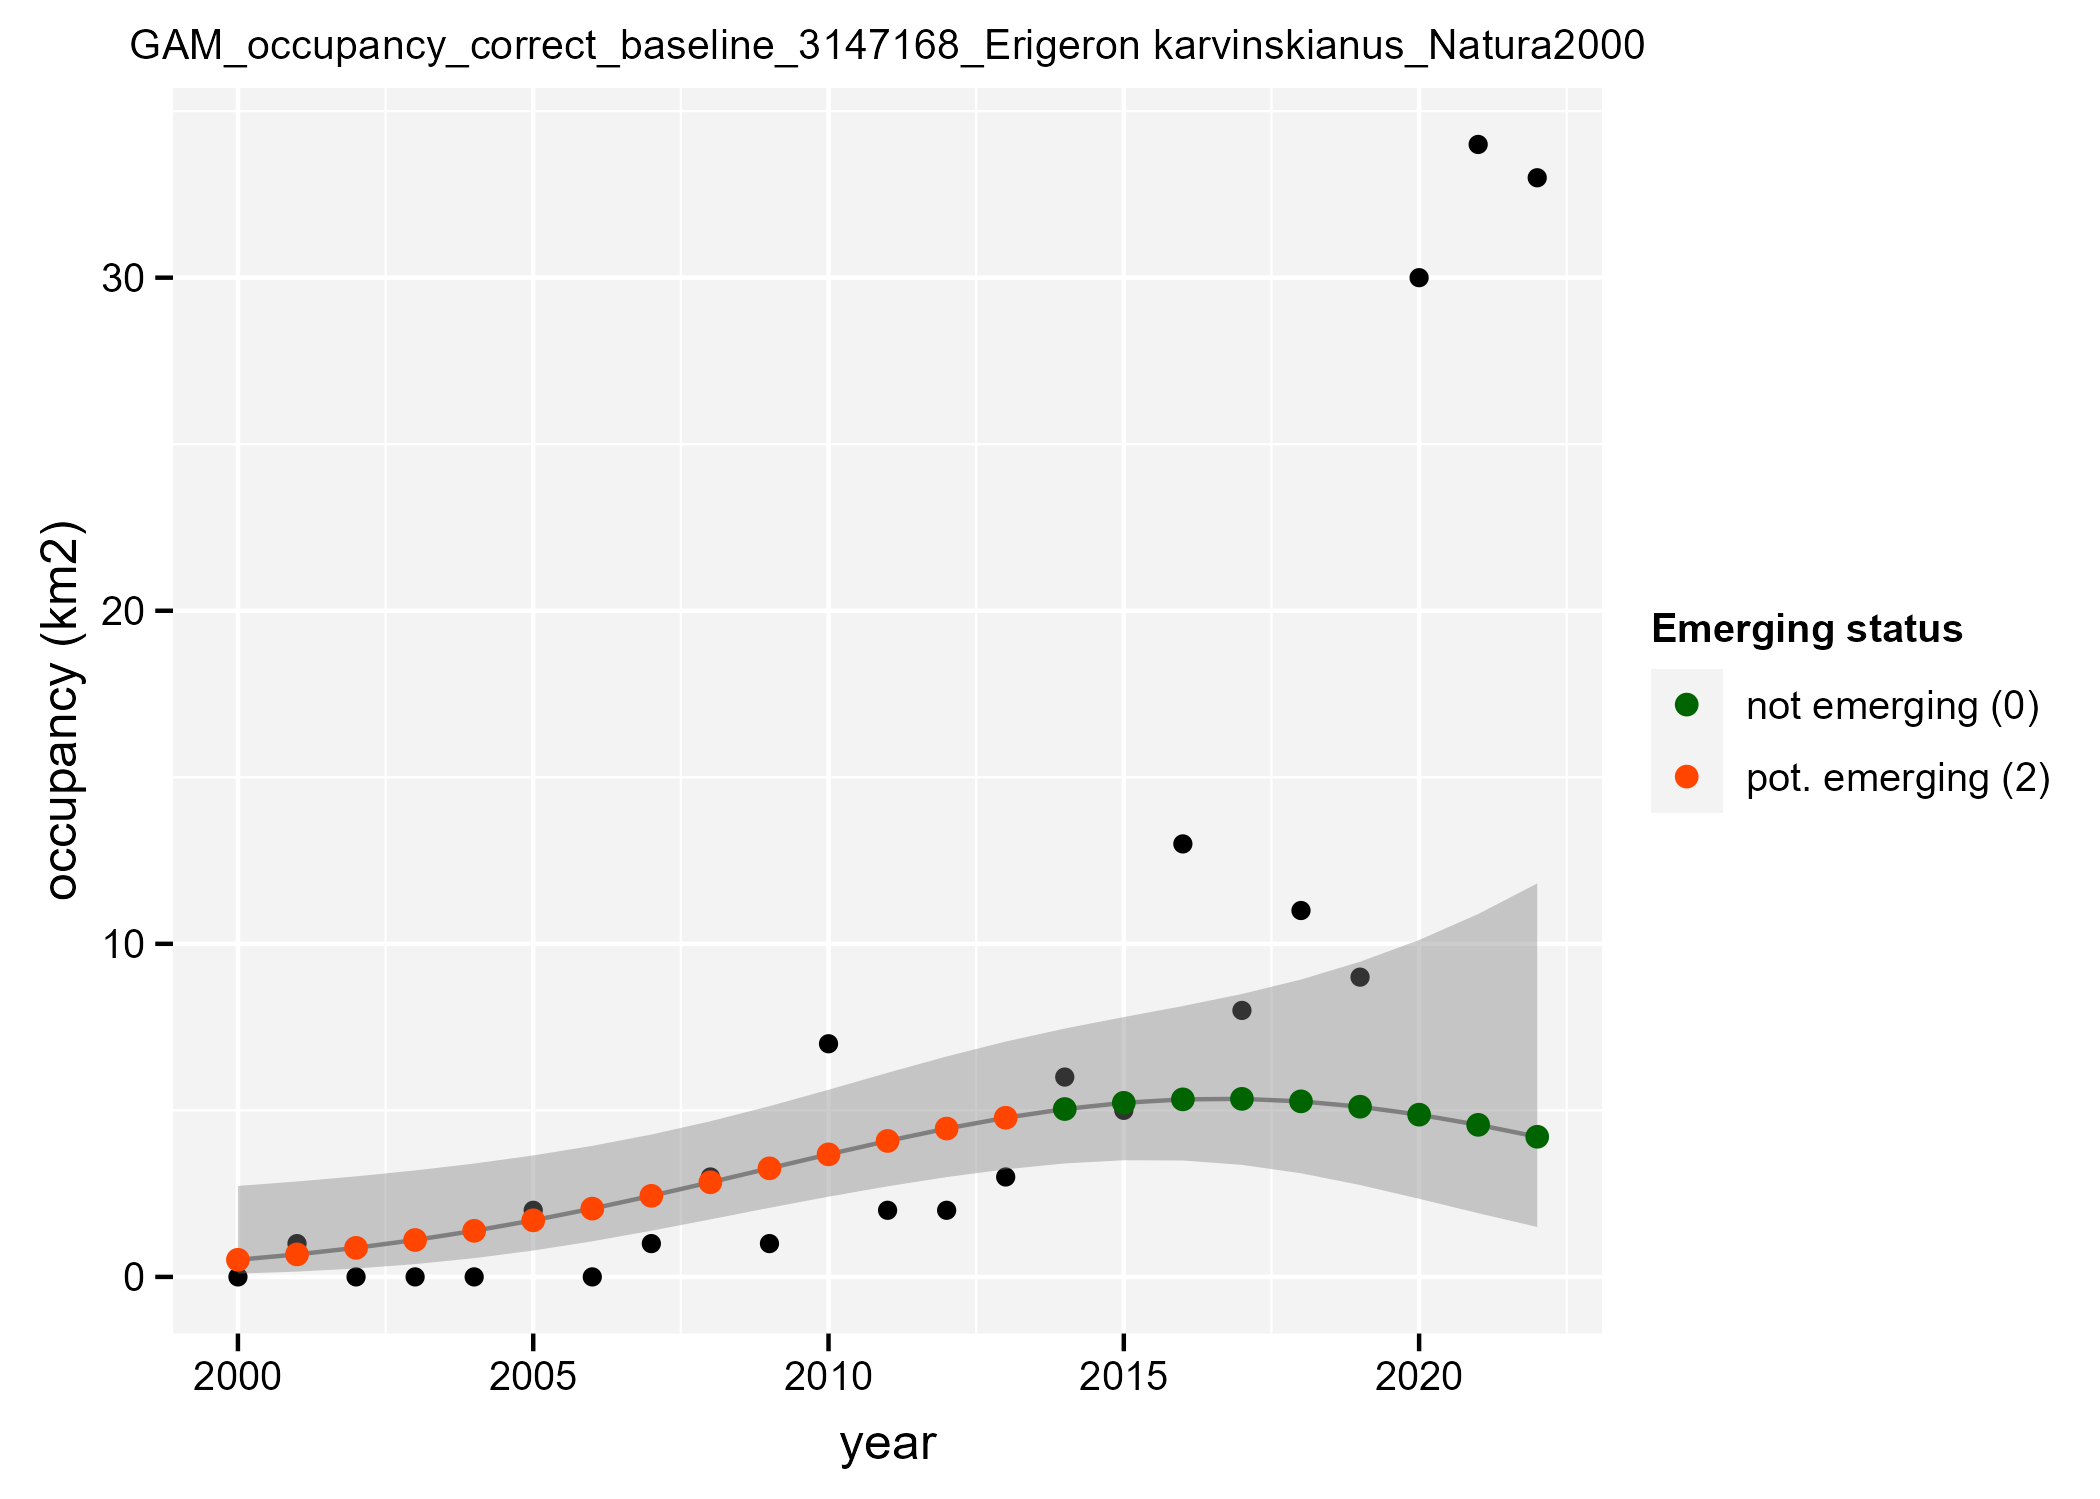 GAM_occupancy_correct_baseline_3147168_Erigeron karvinskianus_Natura2000
occupancy (km2)
30
20
10
0
2000 2005 2010 2015 2020
year
Emerging status
not emerging (0)
pot. emerging (2)